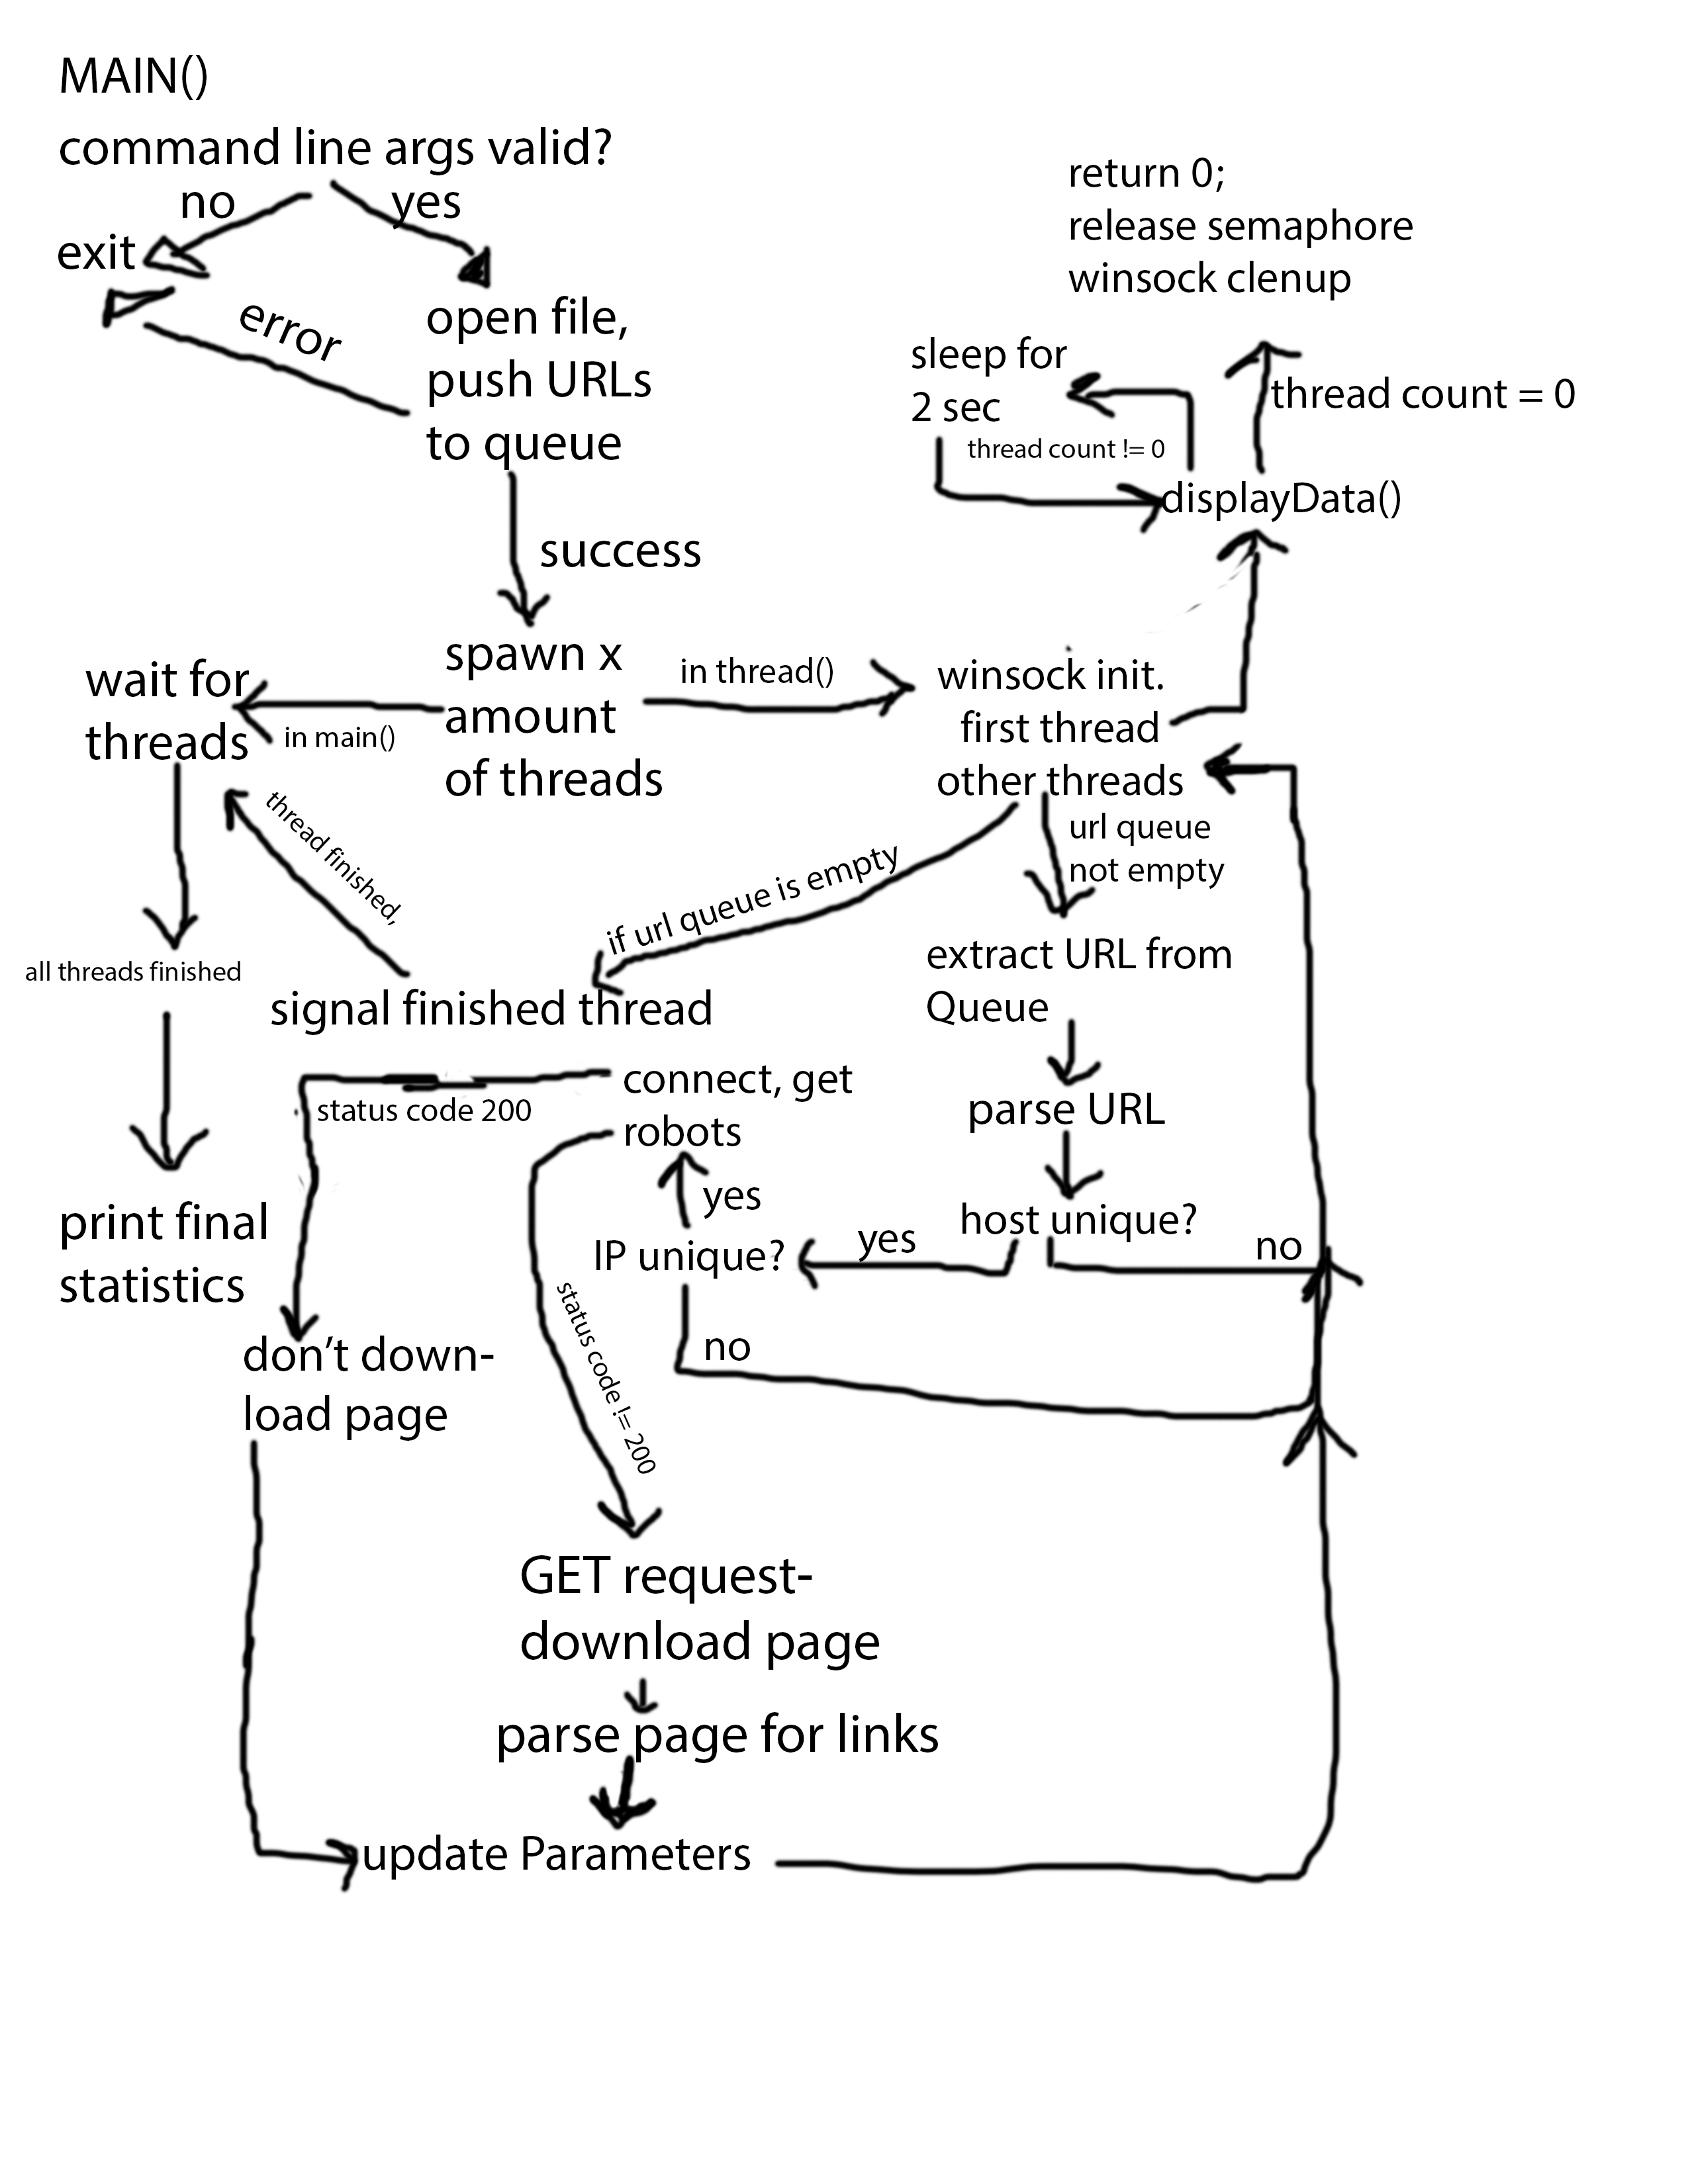 MAIN()
command line args valid?
no
yes
exit
error
open file,
push URLs
to queue
success
return 0;
release semaphore
winsock clenup
sleep for
2 sec
thread count != 0
thread count = 0
displayData()
wait for
threads
in main()
spawn x
amount
of threads
in thread()
winsock init.
first thread
other threads
url queue
not empty
if url queue is empty
thread finished,
all threads finished
signal finished thread
extract URL from
Queue
parse URL
host unique?
yes
no
connect, get
robots
status code 200
yes
IP unique?
no
status code != 200
print final
statistics
don't down-
load page
GET request-
download page
parse page for links
update Parameters